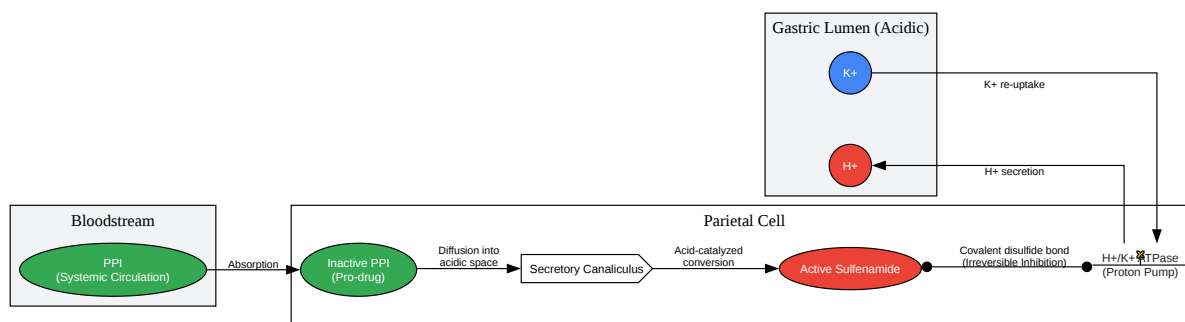 Gastric Lumen (Acidic)
K+
K+ re-uptake
H+
H+ secretion
Bloodstream
PPI
(Systemic Circulation)
Absorption
Parietal Cell
Inactive PPI
(Pro-drug)
Diffusion into
acidic space
Secretory Canaliculus
Acid-catalyzed
conversion
Active Sulfenamide
Covalent disulfide bond
(Irreversible Inhibition)
H+/K+ ATPase
(Proton Pump)